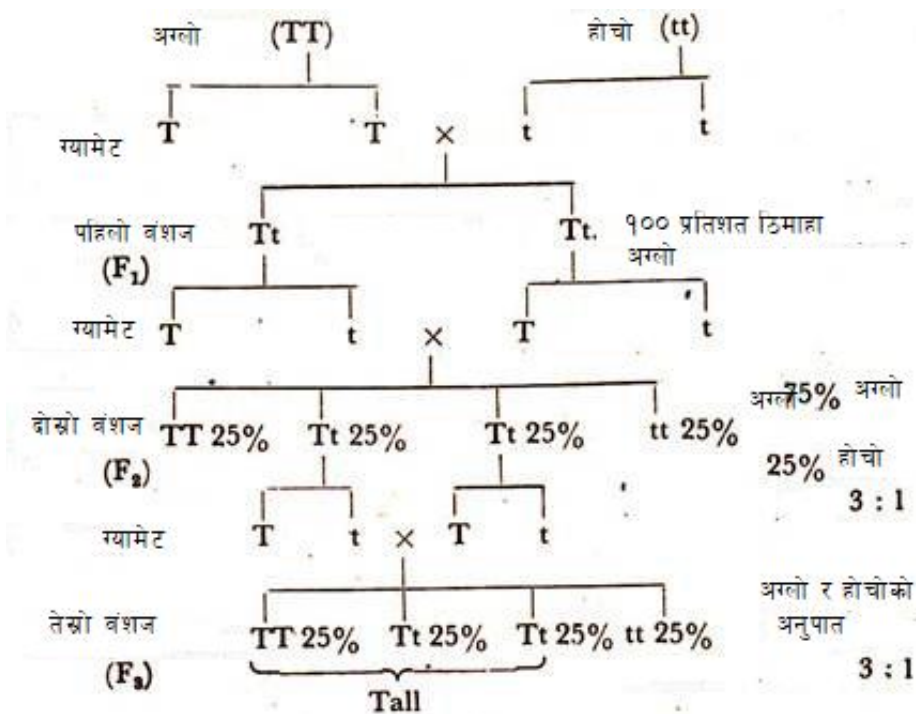 अग्लो (TT) होचो (tt)
T T × t t
ग्यामेट
पहिलो वंशज Tt Tt. १०० प्रतिशत ठिमाहा
(F₁) अग्लो
ग्यामेट T t × T t
अग्लो 75% अग्लो
दोस्रो वंशज TT 25% Tt 25% Tt 25% tt 25%
(F₂) 25% होचो
3 : 1
ग्यामेट T t × T t
अग्लो र होचोको
तेस्रो वंशज TT 25% Tt 25% Tt 25% tt 25% अनुपात
(F₃) 3 : 1
Tall